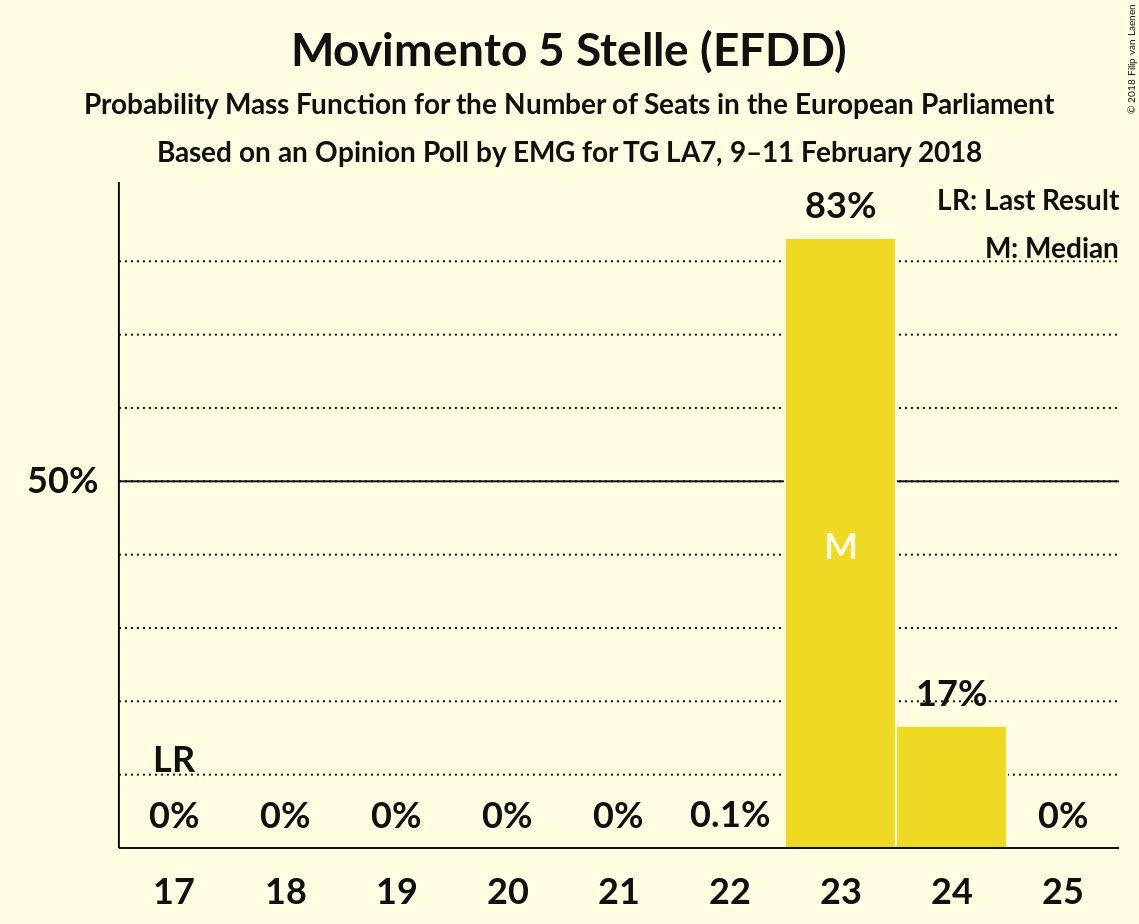 Movimento 5 Stelle (EFDD)
Probability Mass Function for the Number of Seats in the European Parliament
Based on an Opinion Poll by EMG for TG LA7, 9–11 February 2018
© 2018 Filip van Laenen
LR: Last Result
M: Median
83%
50%
M
17%
LR
0% 0% 0% 0% 0% 0.1% 0%
17 18 19 20 21 22 23 24 25